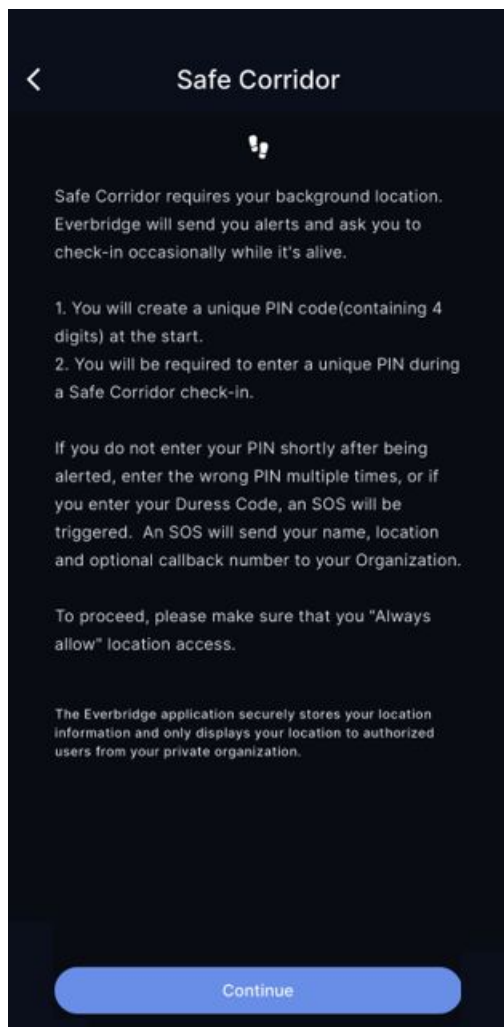 Safe Corridor
Safe Corridor requires your background location.
Everbridge will send you alerts and ask you to
check-in occasionally while it's alive.
1. You will create a unique PIN code(containing 4
digits) at the start.
2. You will be required to enter a unique PIN during
a Safe Corridor check-in.
If you do not enter your PIN shortly after being
alerted, enter the wrong PIN multiple times, or if
you enter your Duress Code, an SOS will be
triggered.  An SOS will send your name, location
and optional callback number to your Organization.
To proceed, please make sure that you "Always
allow" location access.
The Everbridge application securely stores your location
information and only displays your location to authorized
users from your private organization.
Continue